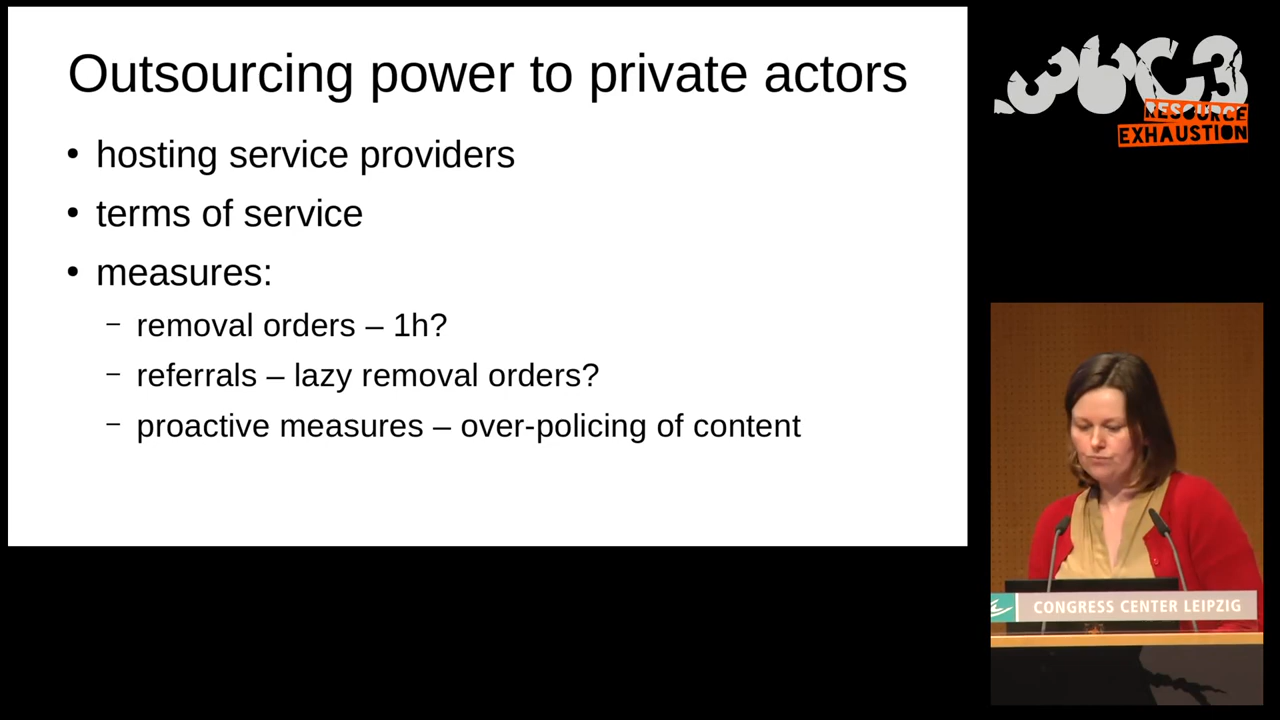 Outsourcing power to private actors
• hosting service providers
• terms of service
• measures:
– removal orders – 1h?
– referrals – lazy removal orders?
– proactive measures – over-policing of content
36C3
RESOURCE
EXHAUSTION
CONGRESS CENTER LEIPZIG